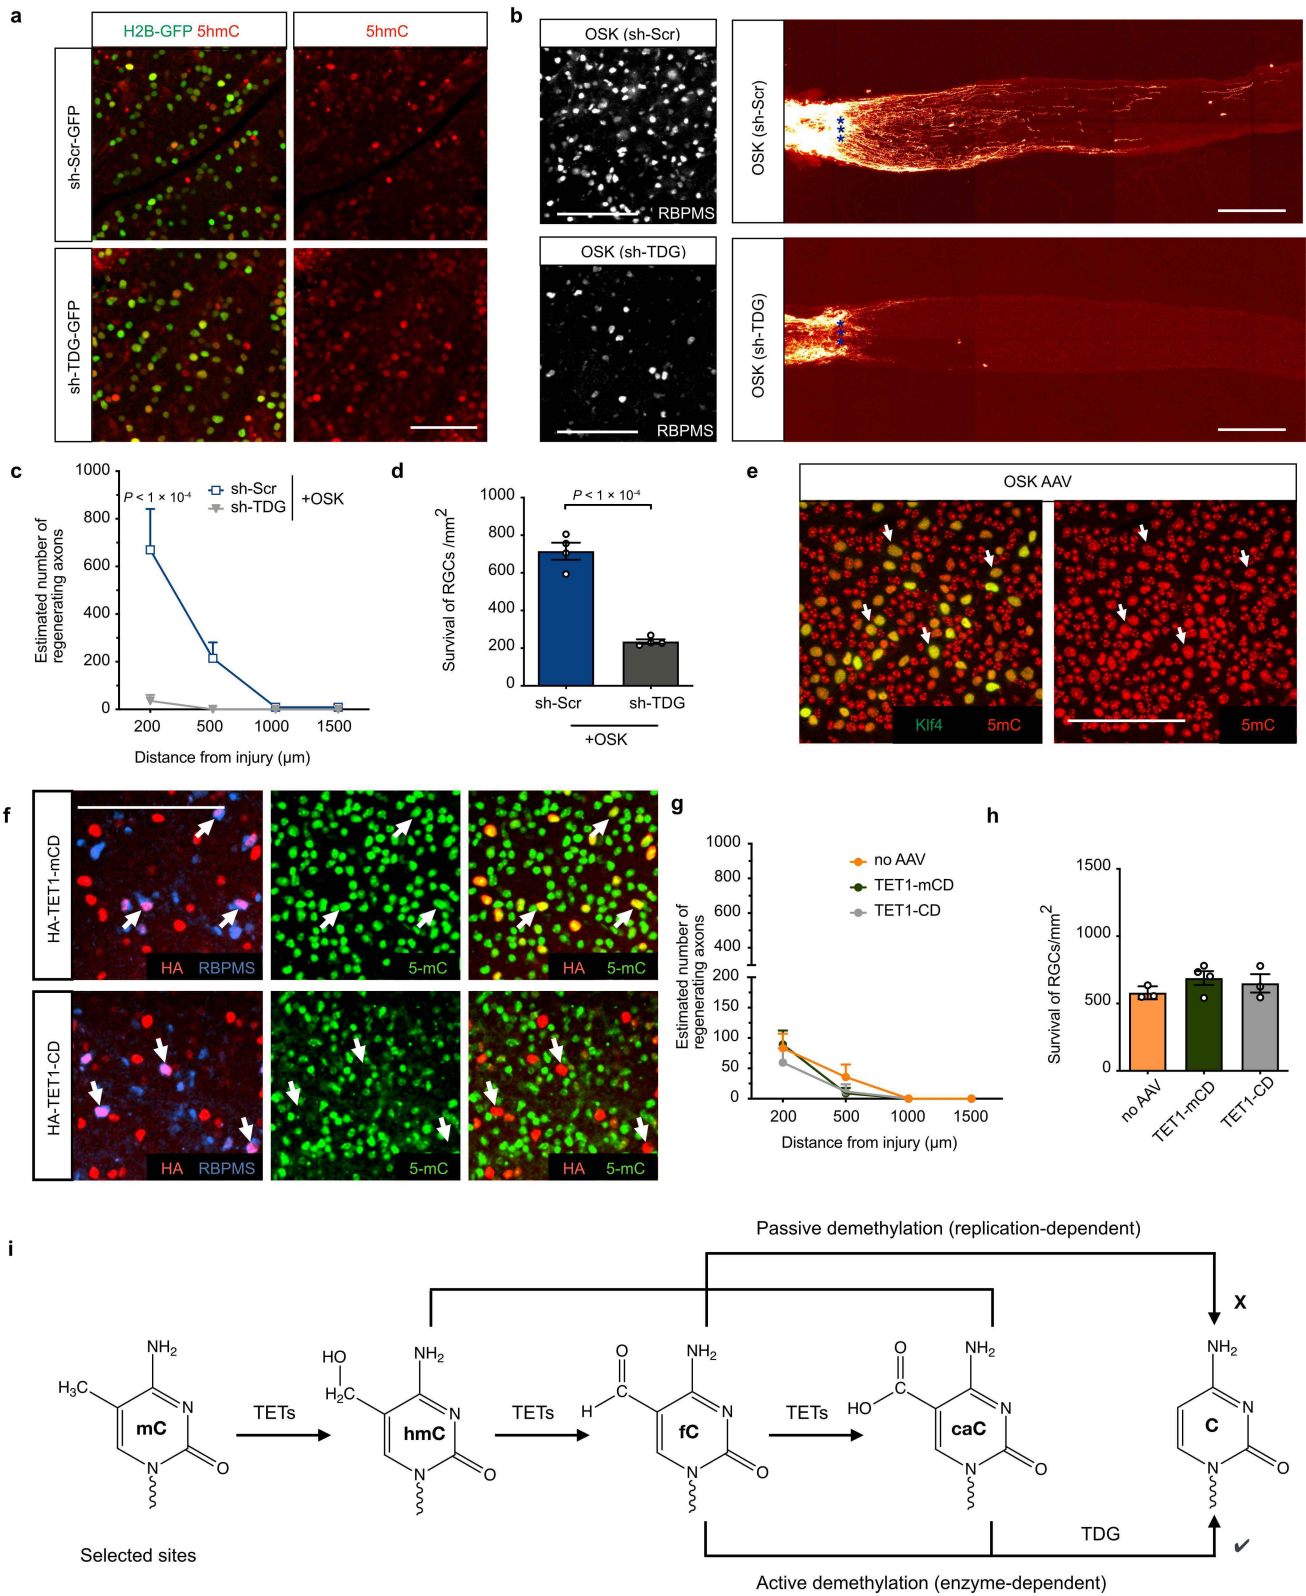 a
H2B-GFP 5hmC
5hmC
sh-Scr-GFP
sh-TDG-GFP
b
OSK (sh-Scr)
RBPMS
OSK (sh-Scr)
***
OSK (sh-TDG)
RBPMS
OSK (sh-TDG)
***
c
Estimated number of
regenerating axons
1000
800
600
400
200
0
P < 1 × 10⁻⁴
sh-Scr
sh-TDG
+OSK
200
500
1000
1500
Distance from injury (µm)
d
Survival of RGCs /mm²
1000
800
600
400
200
0
P < 1 × 10⁻⁴
sh-Scr
sh-TDG
+OSK
e
OSK AAV
Klf4 5mC
5mC
f
HA-TET1-mCD
HA RBPMS
5-mC
HA 5-mC
HA-TET1-CD
HA RBPMS
5-mC
HA 5-mC
g
Estimated number of
regenerating axons
1000
900
800
700
600
400
200
150
100
50
0
no AAV
TET1-mCD
TET1-CD
200
500
1000
1500
Distance from injury (µm)
h
Survival of RGCs/mm²
1500
1000
500
0
no AAV
TET1-mCD
TET1-CD
i
Passive demethylation (replication-dependent)
X
NH₂
H₃C
mC
N
N
O
TETs
HO
H₂C
NH₂
hmC
N
N
O
TETs
O
H
NH₂
fC
N
N
O
TETs
O
HO
NH₂
caC
N
N
O
NH₂
C
N
N
O
TDG
✔
Selected sites
Active demethylation (enzyme-dependent)